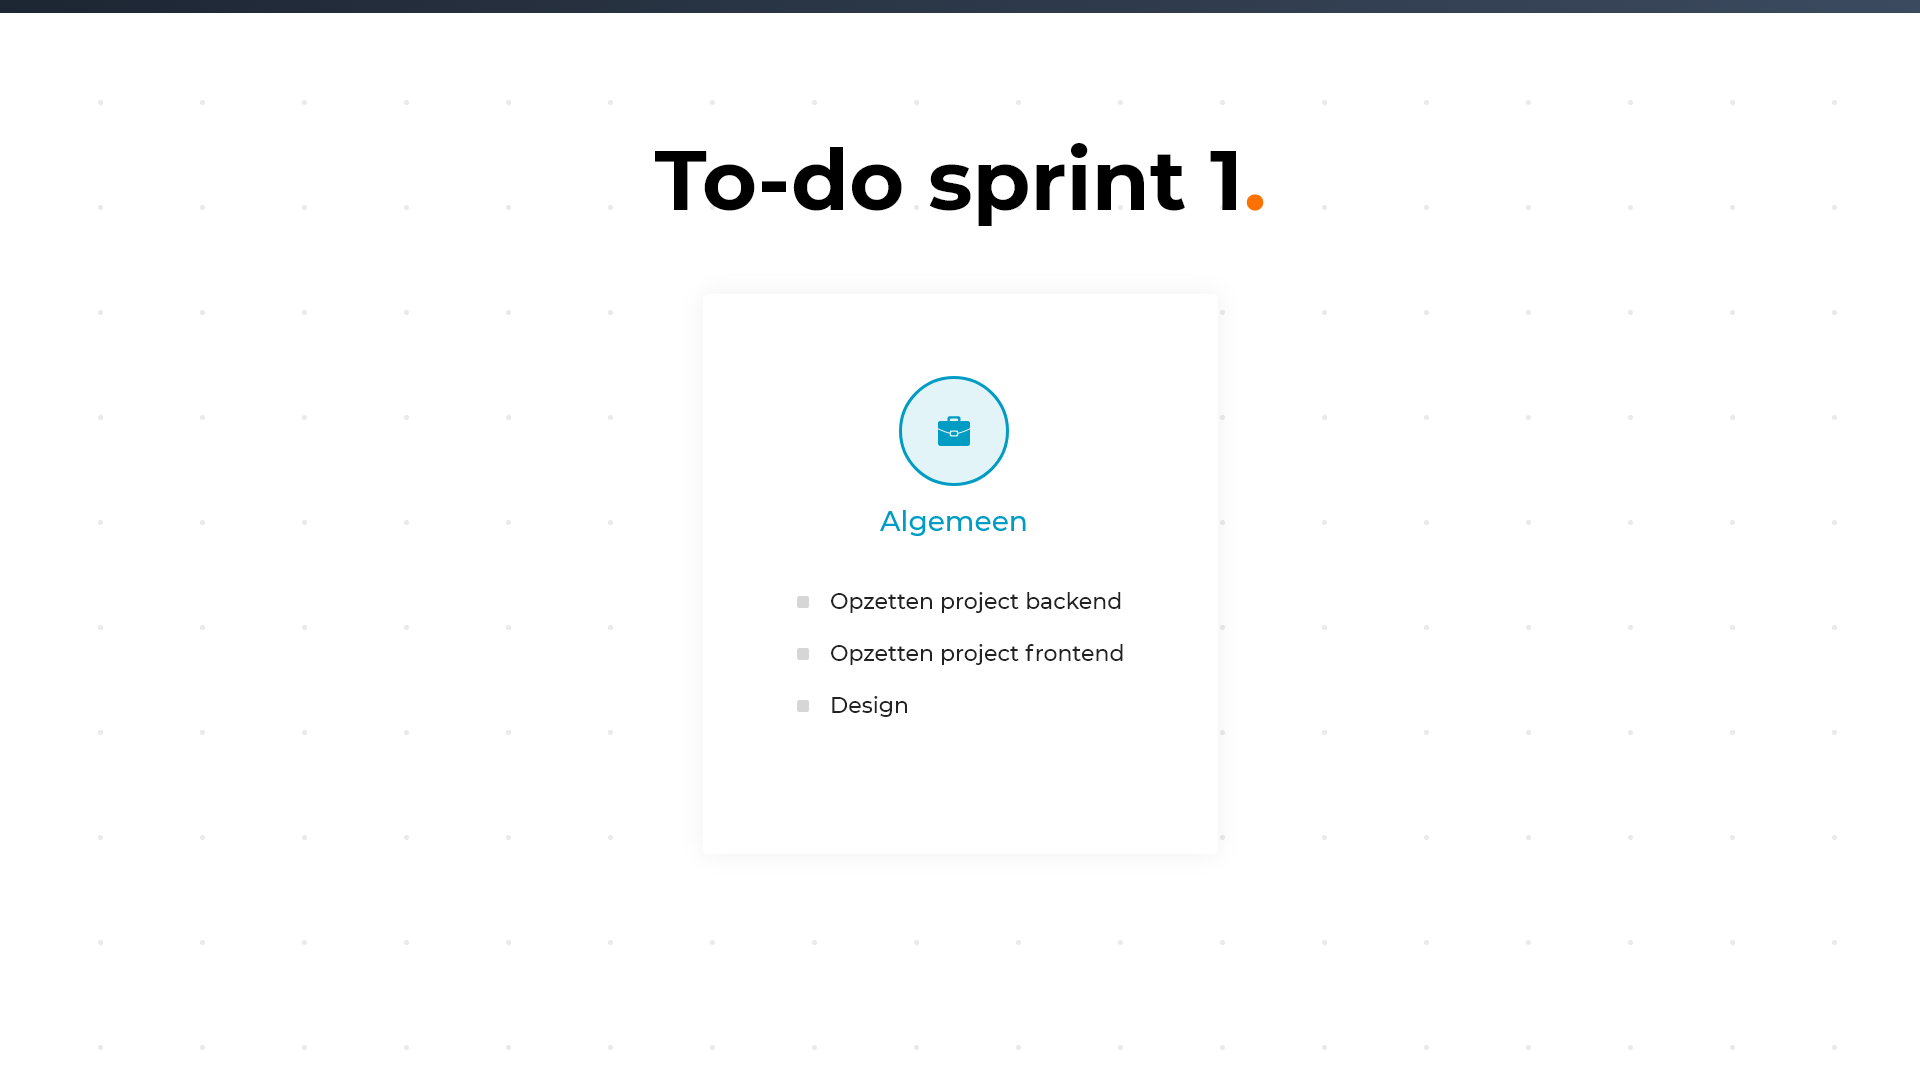 To-do sprint 1.
Algemeen
Opzetten project backend
Opzetten project frontend
Design